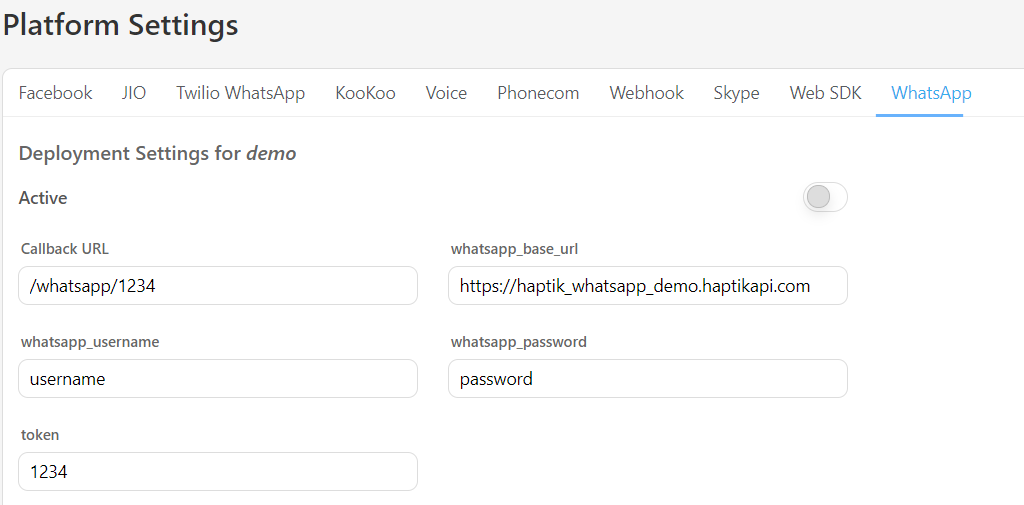 Platform Settings
Facebook JIO Twilio WhatsApp KooKoo Voice Phonecom Webhook Skype Web SDK WhatsApp
Deployment Settings for demo
Active
Callback URL whatsapp_base_url
/whatsapp/1234 https://haptik_whatsapp_demo.haptikapi.com
whatsapp_username whatsapp_password
username password
token
1234